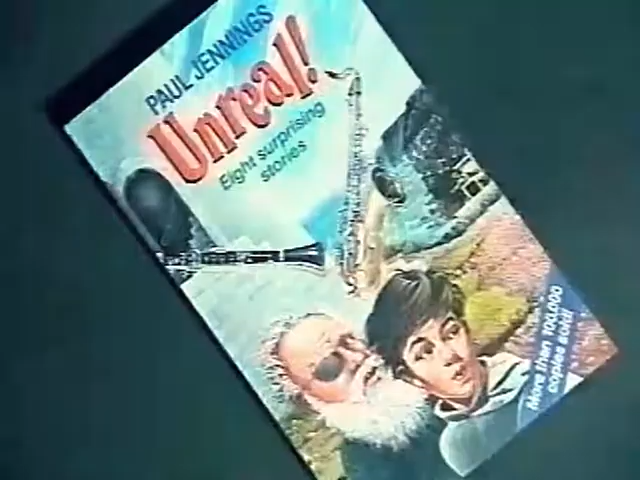 PAUL JENNINGS
Unreal!
Eight surprising
stories
More than 100,000
copies sold!